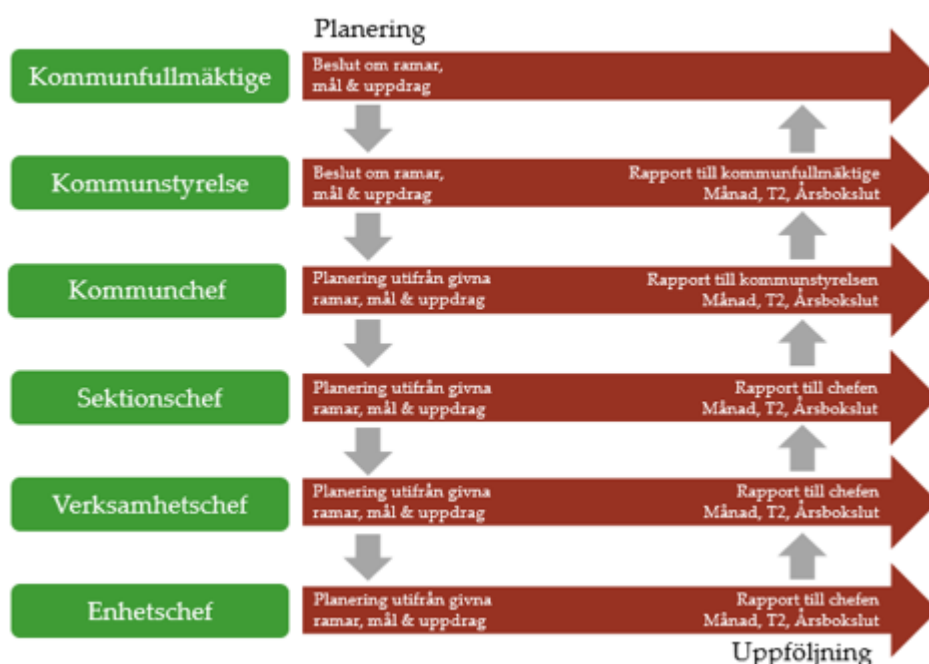 Planering
Kommunfullmäktige
Beslut om ramar,
mål & uppdrag
Kommunstyrelse
Beslut om ramar,
mål & uppdrag
Rapport till kommunfullmäktige
Månad, T2, Årsbokslut
Kommunchef
Planering utifrån givna
ramar, mål & uppdrag
Rapport till kommunstyrelsen
Månad, T2, Årsbokslut
Sektionschef
Planering utifrån givna
ramar, mål & uppdrag
Rapport till chefen
Månad, T2, Årsbokslut
Verksamhetschef
Planering utifrån givna
ramar, mål & uppdrag
Rapport till chefen
Månad, T2, Årsbokslut
Enhetschef
Planering utifrån givna
ramar, mål & uppdrag
Rapport till chefen
Månad, T2, Årsbokslut
Uppföljning